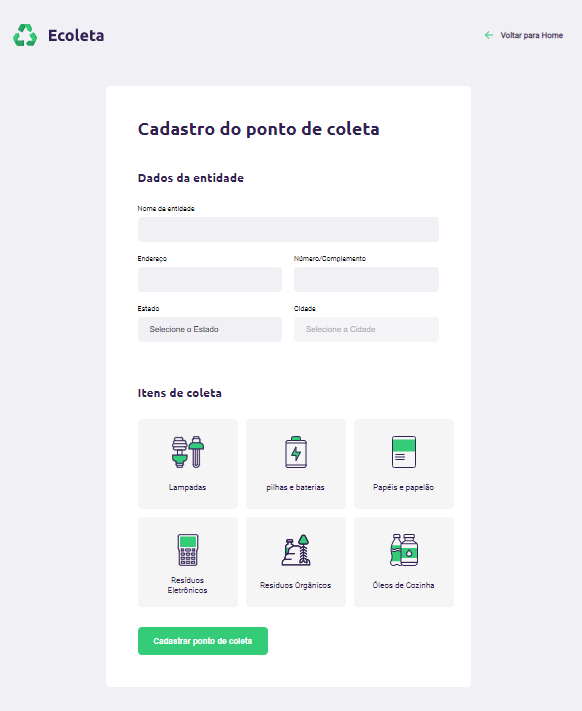 Ecoleta
Voltar para Home
Cadastro do ponto de coleta
Dados da entidade
Nome da entidade
Endereço
Número/Complemento
Estado
Cidade
Selecione o Estado
Selecione a Cidade
Itens de coleta
Lampadas
pilhas e baterias
Papéis e papelão
Resíduos
Eletrônicos
Residuos Orgânicos
Óleos de Cozinha
Cadastrar ponto de coleta